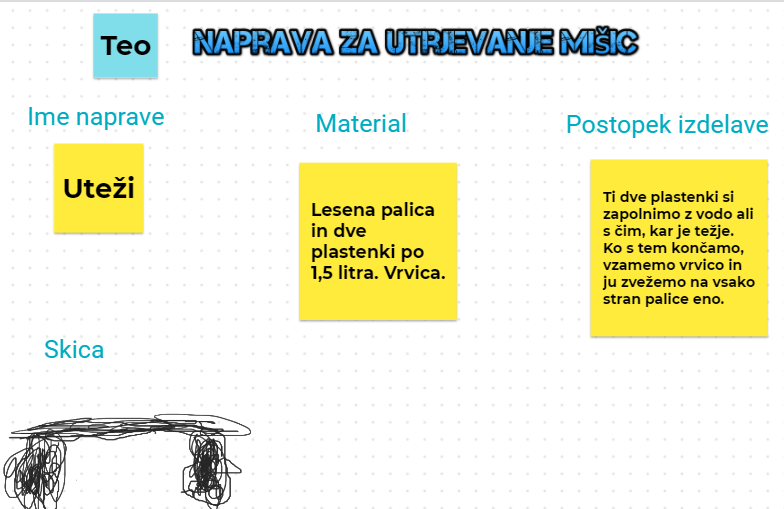 Teo
NAPRAVA ZA UTRJEVANJE MIŠIC
Ime naprave
Uteži
Material
Lesena palica
in dve
plastenki po
1,5 litra. Vrvica.
Postopek izdelave
Ti dve plastenki si
zapolnimo z vodo ali
s čim, kar je težje.
Ko s tem končamo,
vzamemo vrvico in
ju zvežemo na vsako
stran palice eno.
Skica